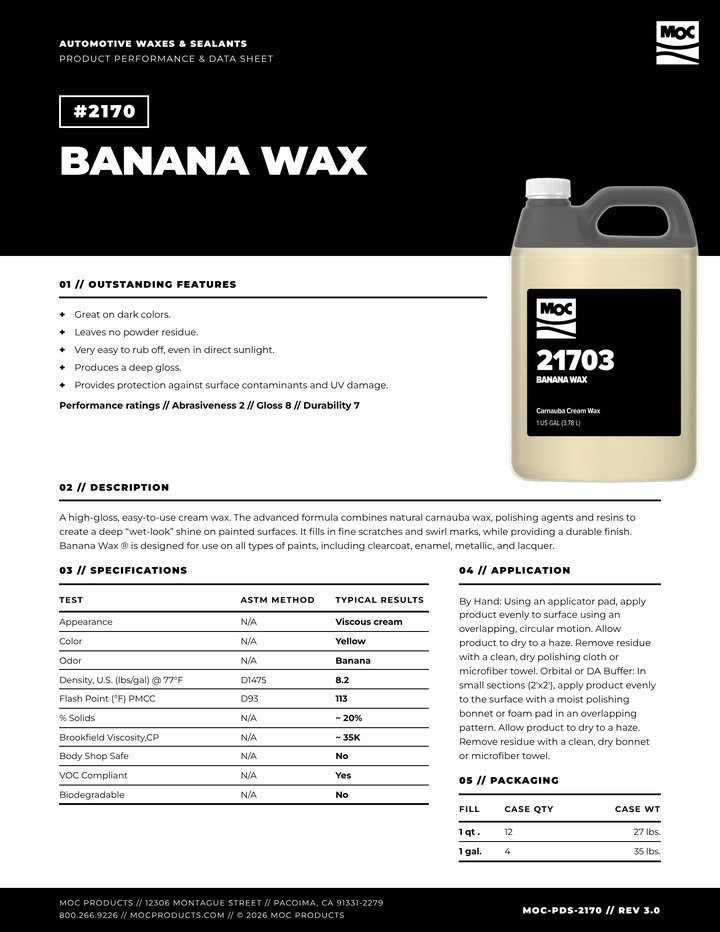 AUTOMOTIVE WAXES & SEALANTS
PRODUCT PERFORMANCE & DATA SHEET
MOC
#2170
BANANA WAX
01 // OUTSTANDING FEATURES
+ Great on dark colors.
+ Leaves no powder residue.
+ Very easy to rub off, even in direct sunlight.
+ Produces a deep gloss.
+ Provides protection against surface contaminants and UV damage.
Performance ratings // Abrasiveness 2 // Gloss 8 // Durability 7
MOC
21703
BANANA WAX
Carnauba Cream Wax
1 US GAL (3.78 L)
02 // DESCRIPTION
A high-gloss, easy-to-use cream wax. The advanced formula combines natural carnauba wax, polishing agents and resins to
create a deep “wet-look” shine on painted surfaces. It fills in fine scratches and swirl marks, while providing a durable finish.
Banana Wax ® is designed for use on all types of paints, including clearcoat, enamel, metallic, and lacquer.
03 // SPECIFICATIONS
TEST ASTM METHOD TYPICAL RESULTS
Appearance N/A Viscous cream
Color N/A Yellow
Odor N/A Banana
Density, U.S. (lbs/gal) @ 77°F D1475 8.2
Flash Point (°F) PMCC D93 113
% Solids N/A ~ 20%
Brookfield Viscosity,CP N/A ~ 35K
Body Shop Safe N/A No
VOC Compliant N/A Yes
Biodegradable N/A No
04 // APPLICATION
By Hand: Using an applicator pad, apply
product evenly to surface using an
overlapping, circular motion. Allow
product to dry to a haze. Remove residue
with a clean, dry polishing cloth or
microfiber towel. Orbital or DA Buffer: In
small sections (2'x2'), apply product evenly
to the surface with a moist polishing
bonnet or foam pad in an overlapping
pattern. Allow product to dry to a haze.
Remove residue with a clean, dry bonnet
or microfiber towel.
05 // PACKAGING
FILL CASE QTY CASE WT
1 qt . 12 27 lbs.
1 gal. 4 35 lbs.
MOC PRODUCTS // 12306 MONTAGUE STREET // PACOIMA, CA 91331-2279
800.266.9226 // MOCPRODUCTS.COM // © 2026 MOC PRODUCTS
MOC-PDS-2170 // REV 3.0